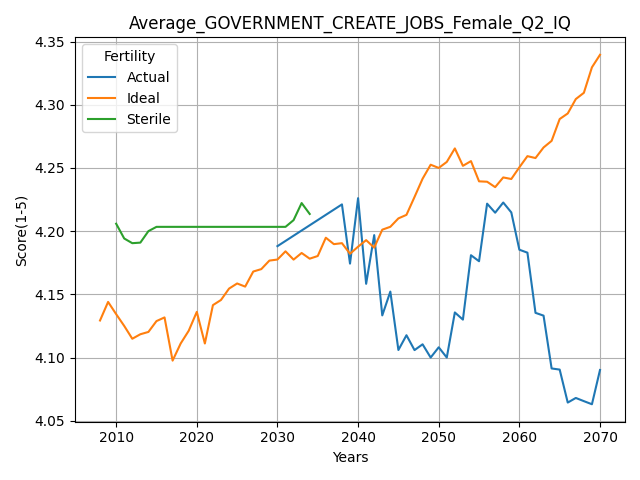 Average_GOVERNMENT_CREATE_JOBS_Female_Q2_IQ
Fertility
Actual
Ideal
Sterile
Score(1-5)
4.35
4.30
4.25
4.20
4.15
4.10
4.05
2010 2020 2030 2040 2050 2060 2070
Years